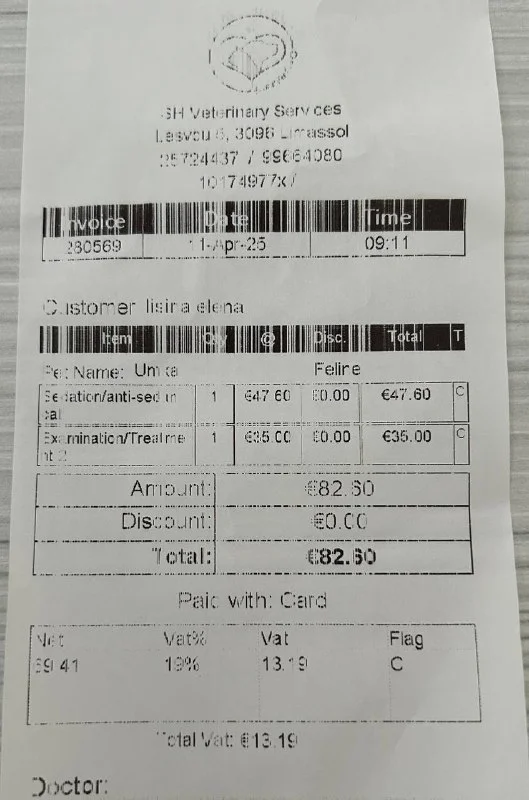 SH Veterinary Services
Lesvou 6, 3096 Limassol
25724437 / 99664080
10174977x/
Invoice Date Time
280569 11-Apr-25 09:11
Customer lisina elena
Item Qty @ Disc. Total T
Pet Name: Feline
Sedation/anti-sed in 1 €47.60 €0.00 €47.60 C
cat
Examination/Treatme 1 €35.00 €0.00 €35.00 C
nt 2
Amount: €82.60
Discount: €0.00
Total: €82.60
Paid with: Card
Net Vat% Vat Flag
69.41 19% 13.19 C
Total Vat: €13.19
Doctor: